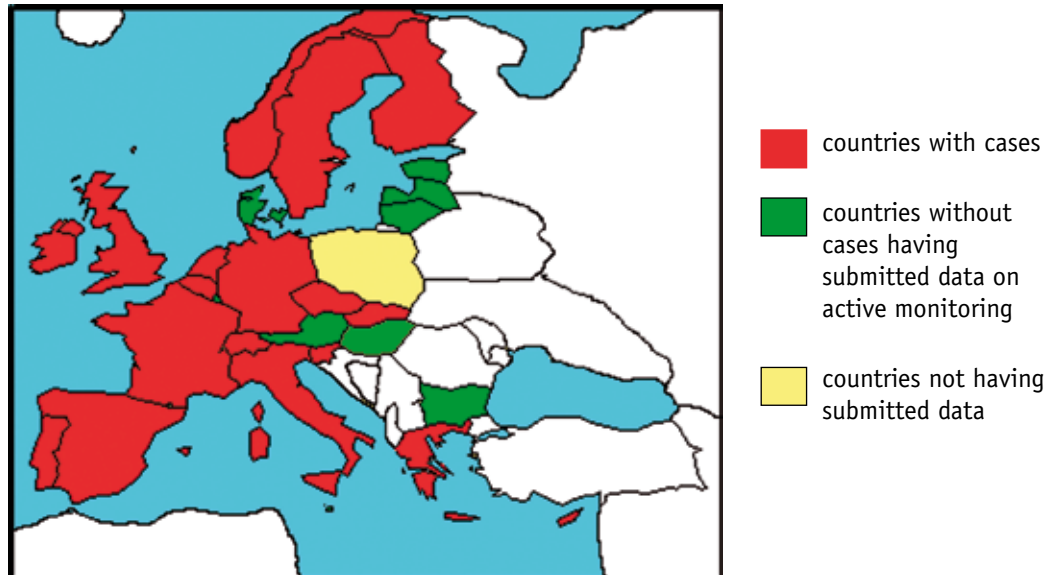 countries with cases
countries without
cases having
submitted data on
active monitoring
countries not having
submitted data